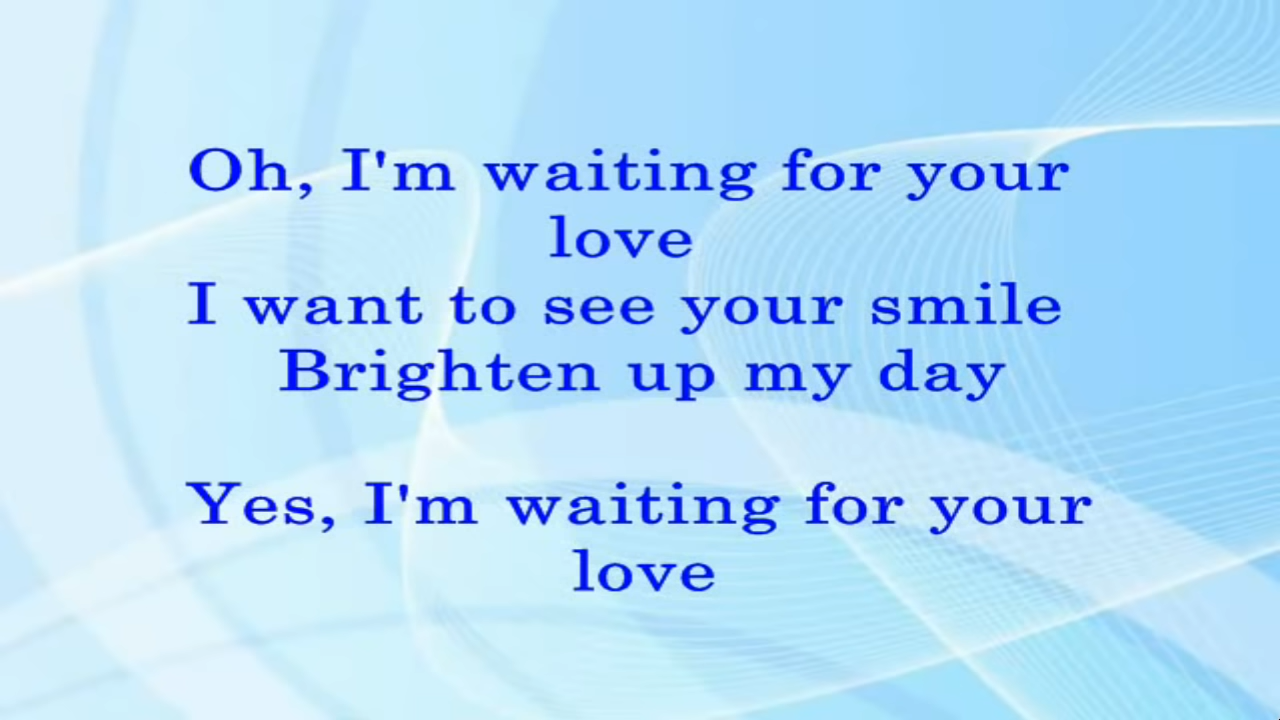 Oh, I'm waiting for your
love
I want to see your smile
Brighten up my day
Yes, I'm waiting for your
love